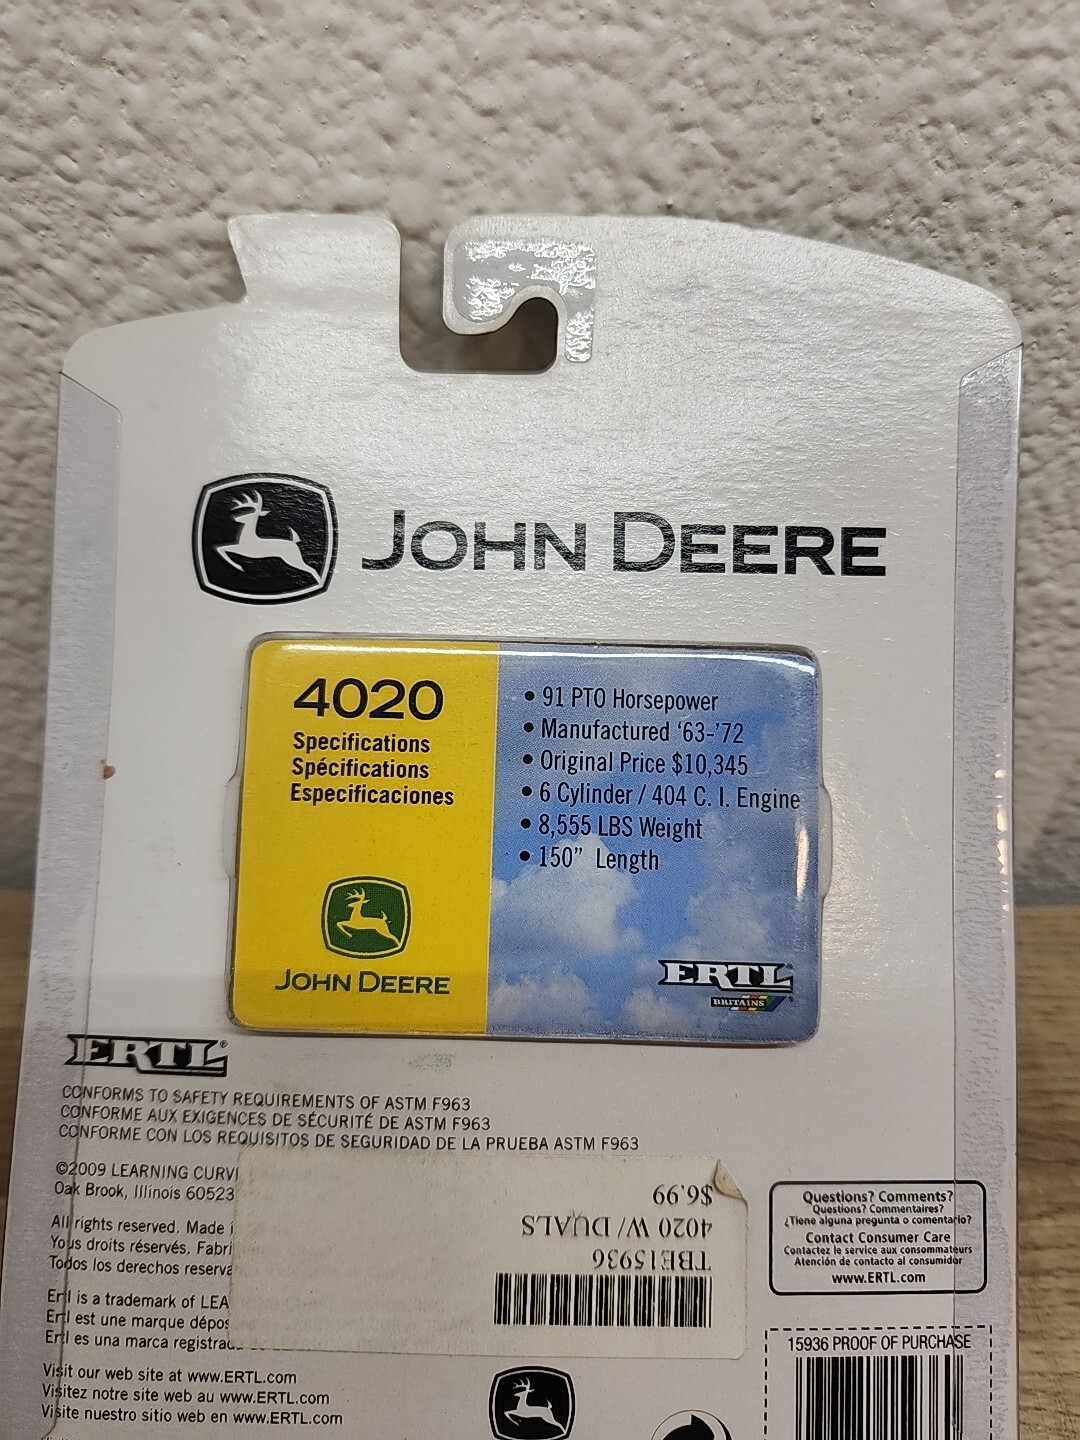 JOHN DEERE
4020
Specifications
Spécifications
Especificaciones
JOHN DEERE
• 91 PTO Horsepower
• Manufactured ‘63-’72
• Original Price $10,345
• 6 Cylinder / 404 C. I. Engine
• 8,555 LBS Weight
• 150” Length
ERTL®
BRITAINS®
ERTL®
CONFORMS TO SAFETY REQUIREMENTS OF ASTM F963
CONFORME AUX EXIGENCES DE SÉCURITÉ DE ASTM F963
CONFORME CON LOS REQUISITOS DE SEGURIDAD DE LA PRUEBA ASTM F963
©2009 LEARNING CURV
Oak Brook, Illinois 60523
All rights reserved. Made i
Tous droits réservés. Fabri
Todos los derechos reserva
Ertl is a trademark of LEA
Ertl est une marque dépos
Ertl es una marca registrad
Visit our web site at www.ERTL.com
Visitez notre site web au www.ERTL.com
Visite nuestro sitio web en www.ERTL.com
TBE15936
4020 W/ DUALS
$6.99
Questions? Comments?
Questions? Commentaires?
¿Tiene alguna pregunta o comentario?
Contact Consumer Care
Contactez le service aux consommateurs
Atención de contacto al consumidor
www.ERTL.com
15936 PROOF OF PURCHASE